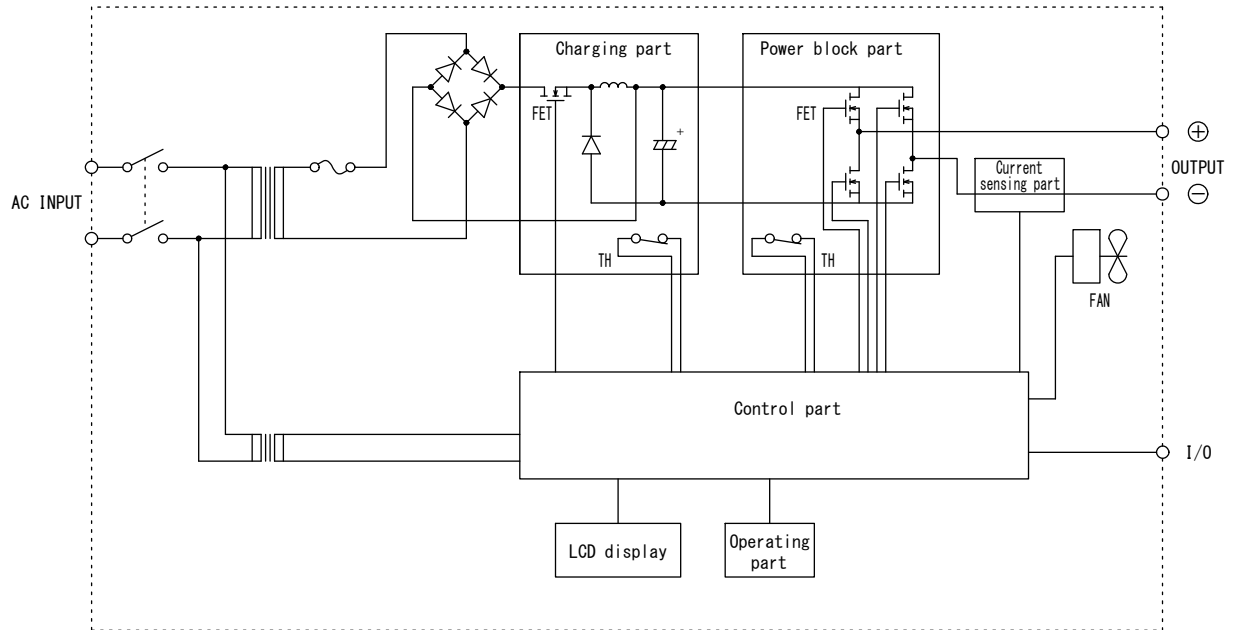 Charging part
Power block part
FET
FET
+
⊕
AC INPUT
OUTPUT
Current
sensing part
⊖
TH
TH
FAN
Control part
I/O
LCD display
Operating
part